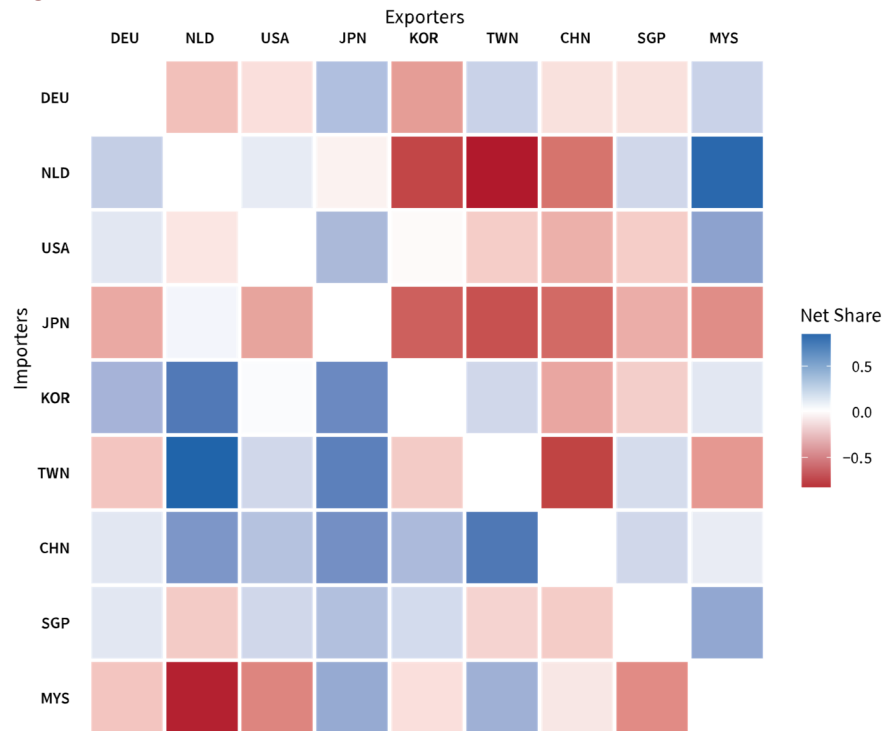 Exporters
DEU NLD USA JPN KOR TWN CHN SGP MYS
Importers
DEU
NLD
USA
JPN
KOR
TWN
CHN
SGP
MYS
Net Share
0.5
0.0
−0.5